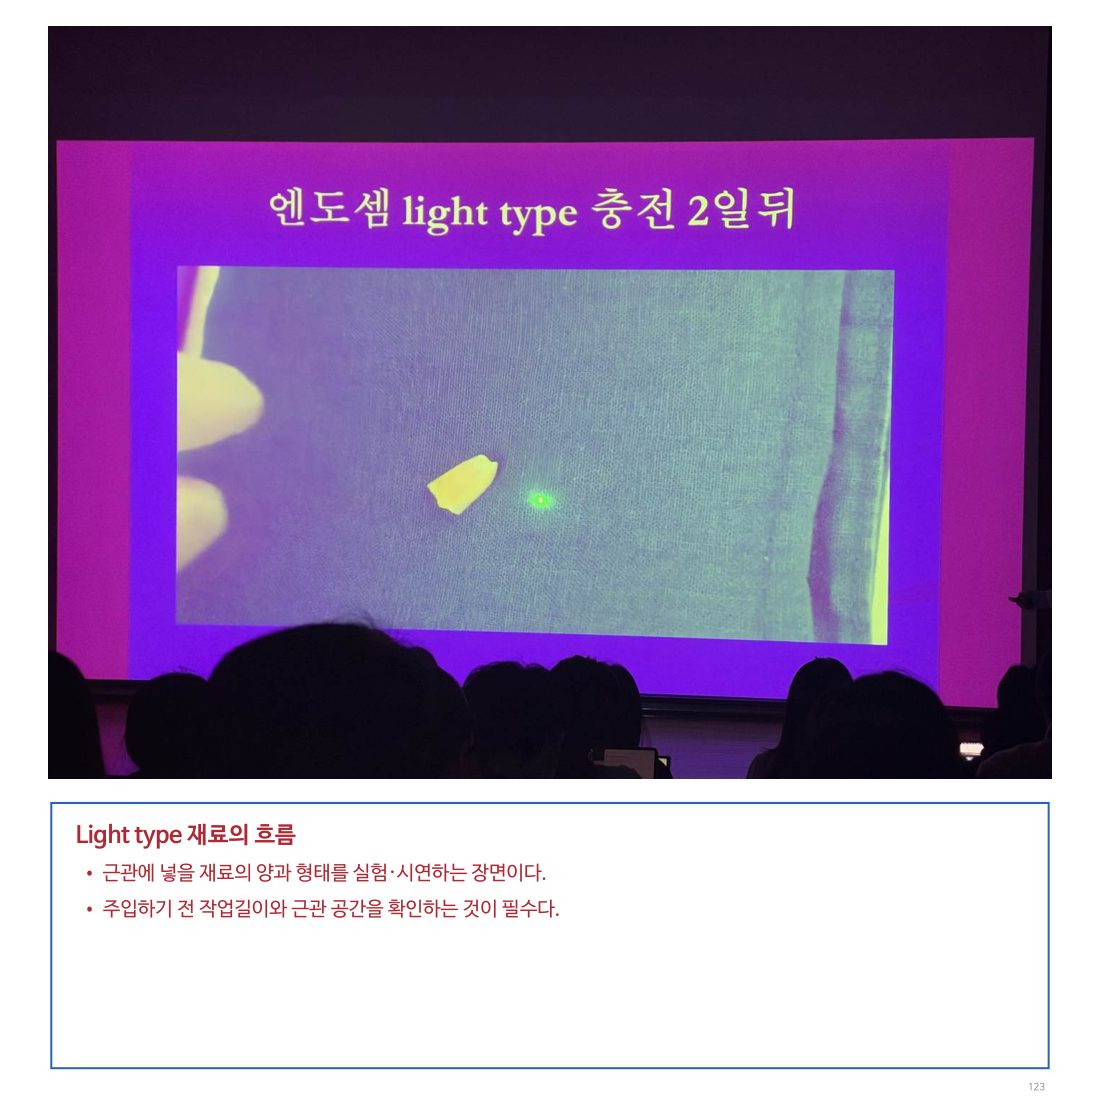 엔도셈 light type 충전 2일뒤
Light type 재료의 흐름
• 근관에 넣을 재료의 양과 형태를 실험·시연하는 장면이다.
• 주입하기 전 작업길이와 근관 공간을 확인하는 것이 필수다.
123